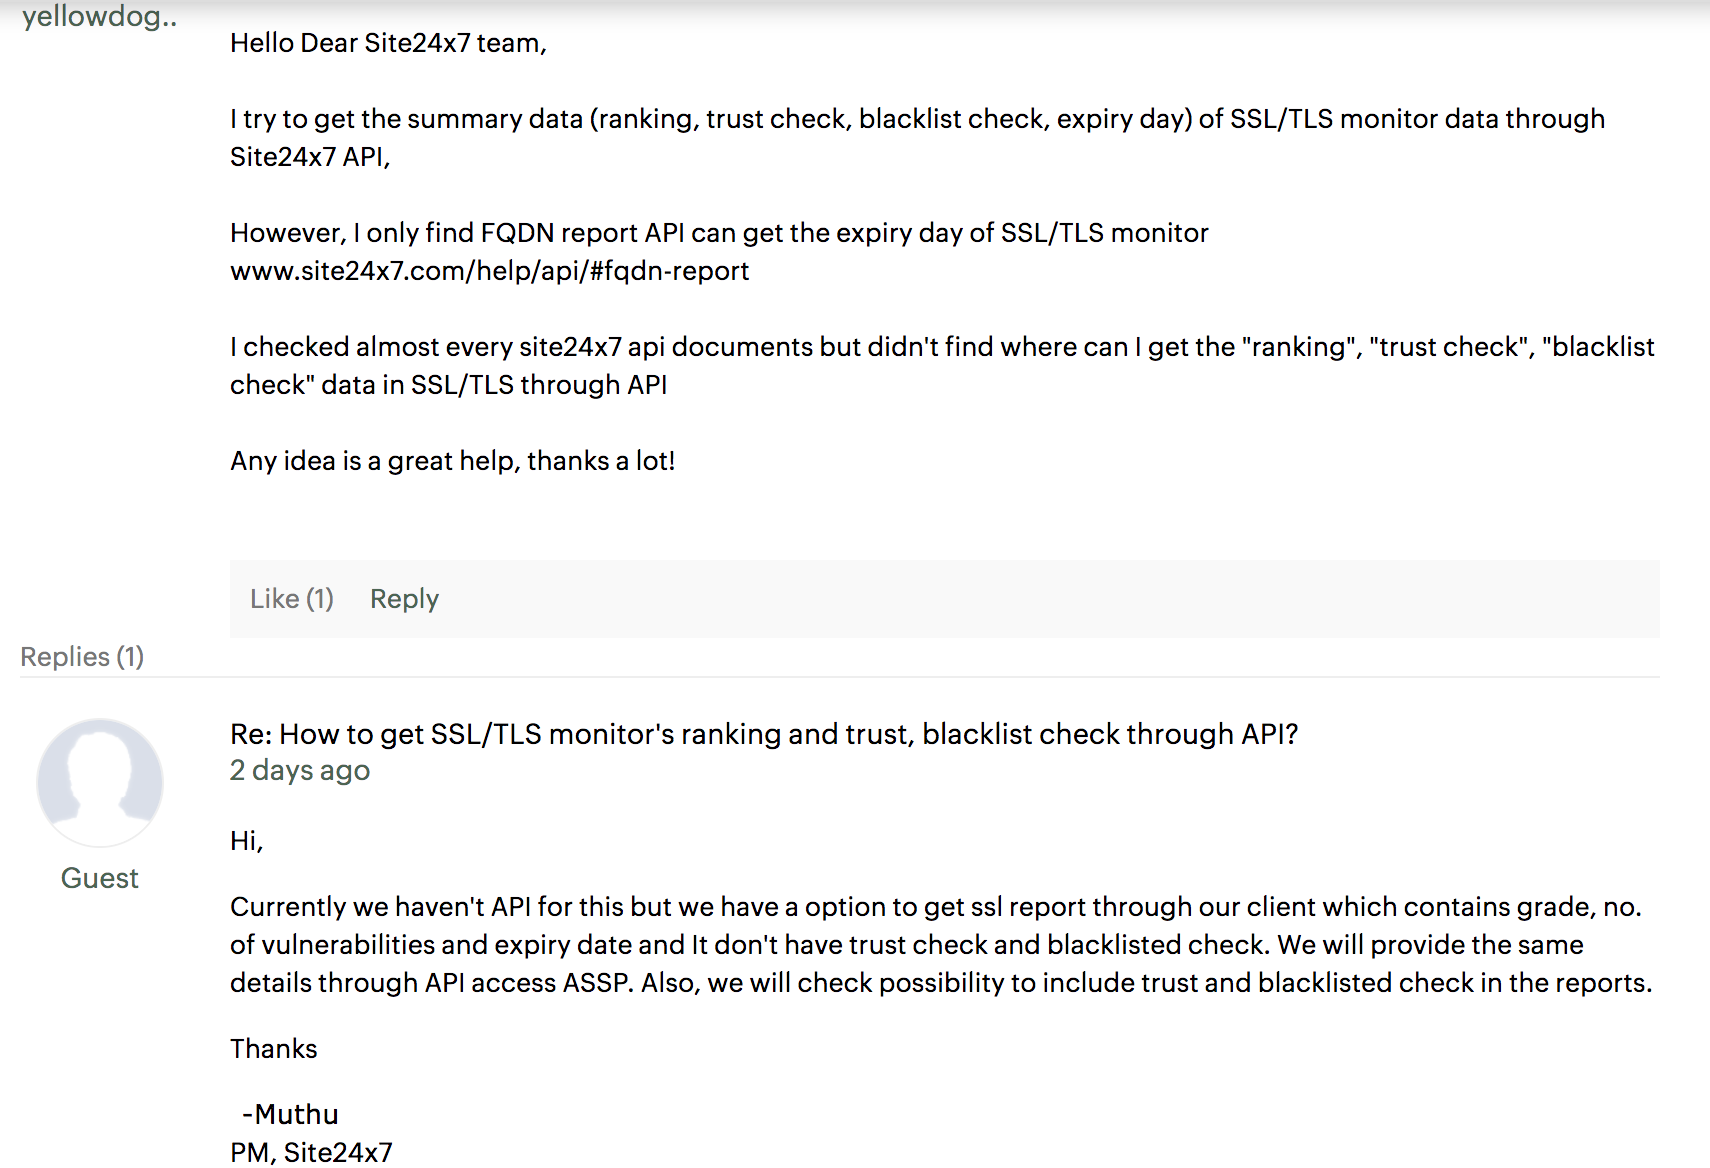 yellowdog..
Hello Dear Site24x7 team,
I try to get the summary data (ranking, trust check, blacklist check, expiry day) of SSL/TLS monitor data through
Site24x7 API,
However, I only find FQDN report API can get the expiry day of SSL/TLS monitor
www.site24x7.com/help/api/#fqdn-report
I checked almost every site24x7 api documents but didn't find where can I get the "ranking", "trust check", "blacklist
check" data in SSL/TLS through API
Any idea is a great help, thanks a lot!
Like (1) Reply
Replies (1)
Re: How to get SSL/TLS monitor's ranking and trust, blacklist check through API?
2 days ago
Guest
Hi,
Currently we haven't API for this but we have a option to get ssl report through our client which contains grade, no.
of vulnerabilities and expiry date and It don't have trust check and blacklisted check. We will provide the same
details through API access ASSP. Also, we will check possibility to include trust and blacklisted check in the reports.
Thanks
-Muthu
PM, Site24x7